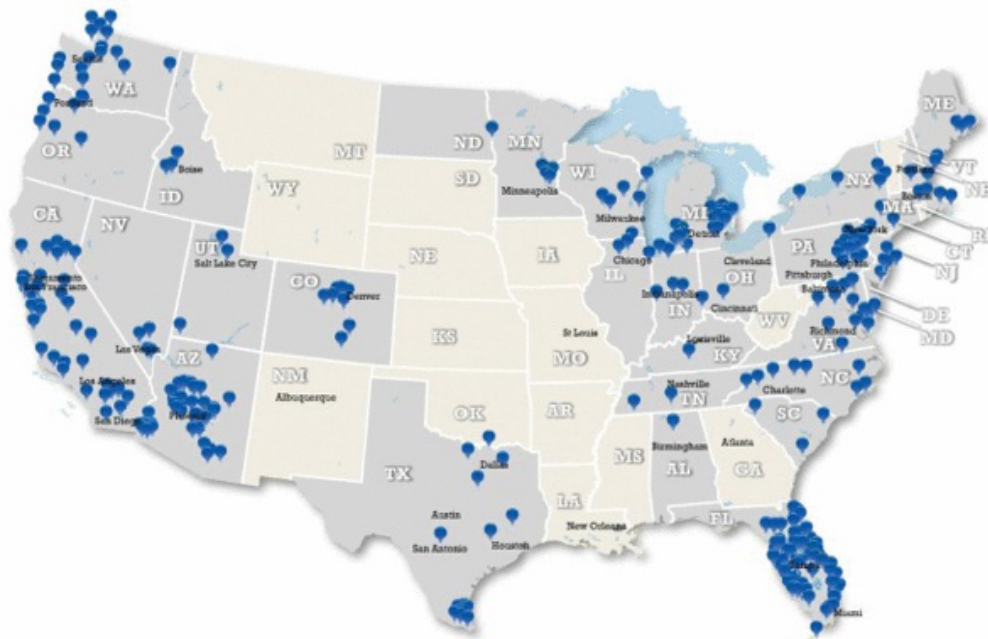 WA
Portland
OR
Boise
ID
MT
WY
ND
SD
MN
Minneapolis
WI
Milwaukee
MI
Detroit
ME
VT
NY
MA
RI
CT
NJ
DE
MD
CA
NV
UT
Salt Lake City
CO
Denver
NE
KS
IA
MO
St Louis
IL
Chicago
IN
OH
Cleveland
Cincinnati
PA
Pittsburgh
Philadelphia
WV
VA
Richmond
KY
Louisville
Las Vegas
Los Angeles
San Diego
AZ
NM
Albuquerque
OK
AR
TN
Nashville
NC
Charlotte
SC
MS
AL
Birmingham
GA
Atlanta
TX
Dallas
Austin
San Antonio
Houston
LA
New Orleans
FL
Miami